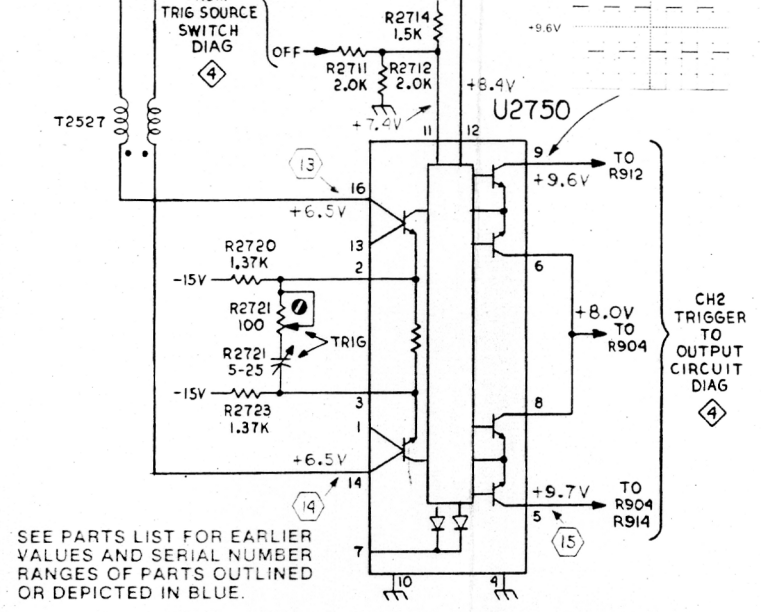 TRIG SOURCE
SWITCH
DIAG
4
OFF
R2714
1.5K
R2711
2.0K
R2712
2.0K
+9.6V
+8.4V
U2750
+7.4V
11
12
T2527
13
16
+6.5V
13
9
+9.6V
TO
R912
R2720
1.37K
-15V
2
6
R2721
100
TRIG
R2721
5-25
+8.0V
TO
R904
CH2
TRIGGER
TO
OUTPUT
CIRCUIT
DIAG
4
-15V
R2723
1.37K
3
1
8
+6.5V
14
14
+9.7V
5
TO
R904
R914
15
7
10
4
SEE PARTS LIST FOR EARLIER
VALUES AND SERIAL NUMBER
RANGES OF PARTS OUTLINED
OR DEPICTED IN BLUE.